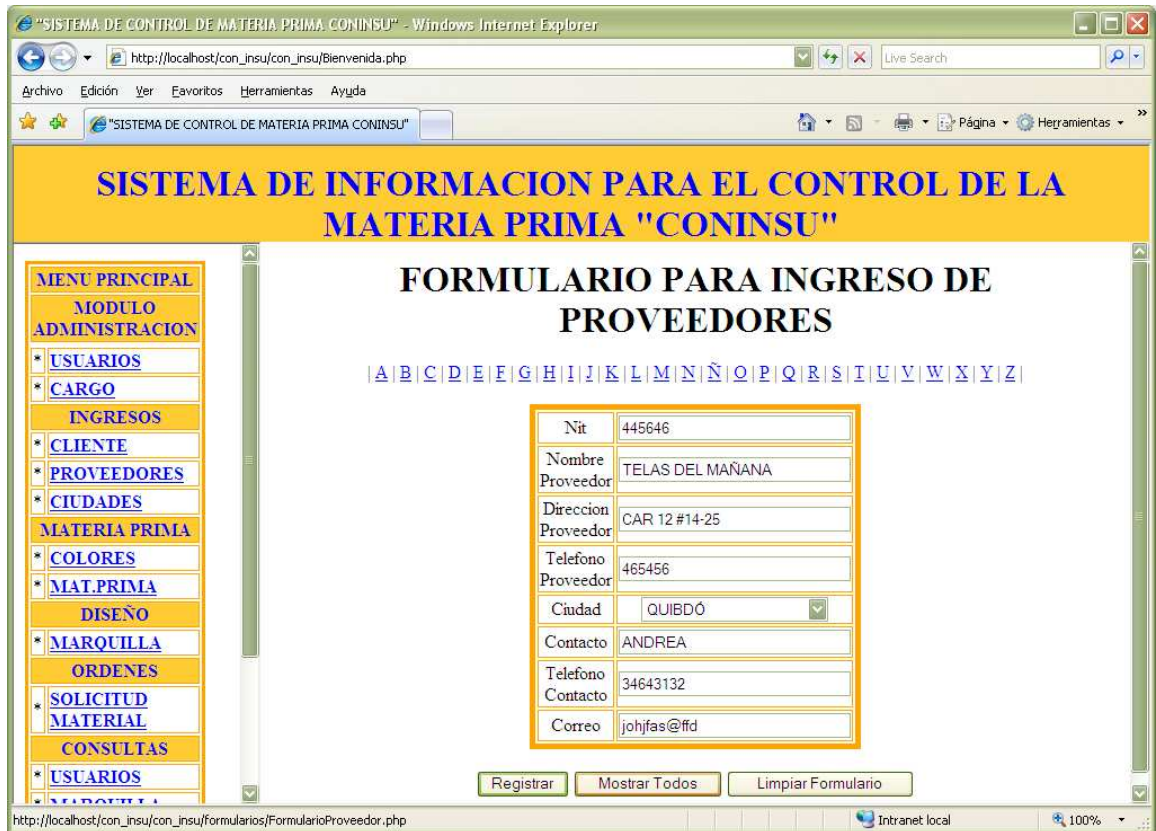 "SISTEMA DE CONTROL DE MATERIA PRIMA CONINSU" - Windows Internet Explorer
http://localhost/con_insu/con_insu/Bienvenida.php
Live Search
Archivo Edición Ver Favoritos Herramientas Ayuda
"SISTEMA DE CONTROL DE MATERIA PRIMA CONINSU"
Página
Herramientas
SISTEMA DE INFORMACION PARA EL CONTROL DE LA
MATERIA PRIMA "CONINSU"
MENU PRINCIPAL
MODULO
ADMINISTRACION
* USUARIOS
* CARGO
INGRESOS
* CLIENTE
* PROVEEDORES
* CIUDADES
MATERIA PRIMA
* COLORES
* MAT.PRIMA
DISEÑO
* MARQUILLA
ORDENES
* SOLICITUD
MATERIAL
CONSULTAS
* USUARIOS
* MARQUILLA
FORMULARIO PARA INGRESO DE
PROVEEDORES
| A | B | C | D | E | F | G | H | I | J | K | L | M | N | Ñ | O | P | Q | R | S | T | U | V | W | X | Y | Z |
Nit 445646
Nombre
Proveedor TELAS DEL MAÑANA
Direccion
Proveedor CAR 12 #14-25
Telefono
Proveedor 465456
Ciudad QUIBDÓ
Contacto ANDREA
Telefono
Contacto 34643132
Correo johjfas@ffd
Registrar Mostrar Todos Limpiar Formulario
http://localhost/con_insu/con_insu/formularios/FormularioProveedor.php
Intranet local
100%